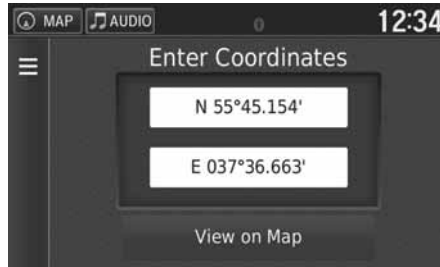 MAP AUDIO 12:34
Enter Coordinates
N 55°45.154'
E 037°36.663'
View on Map